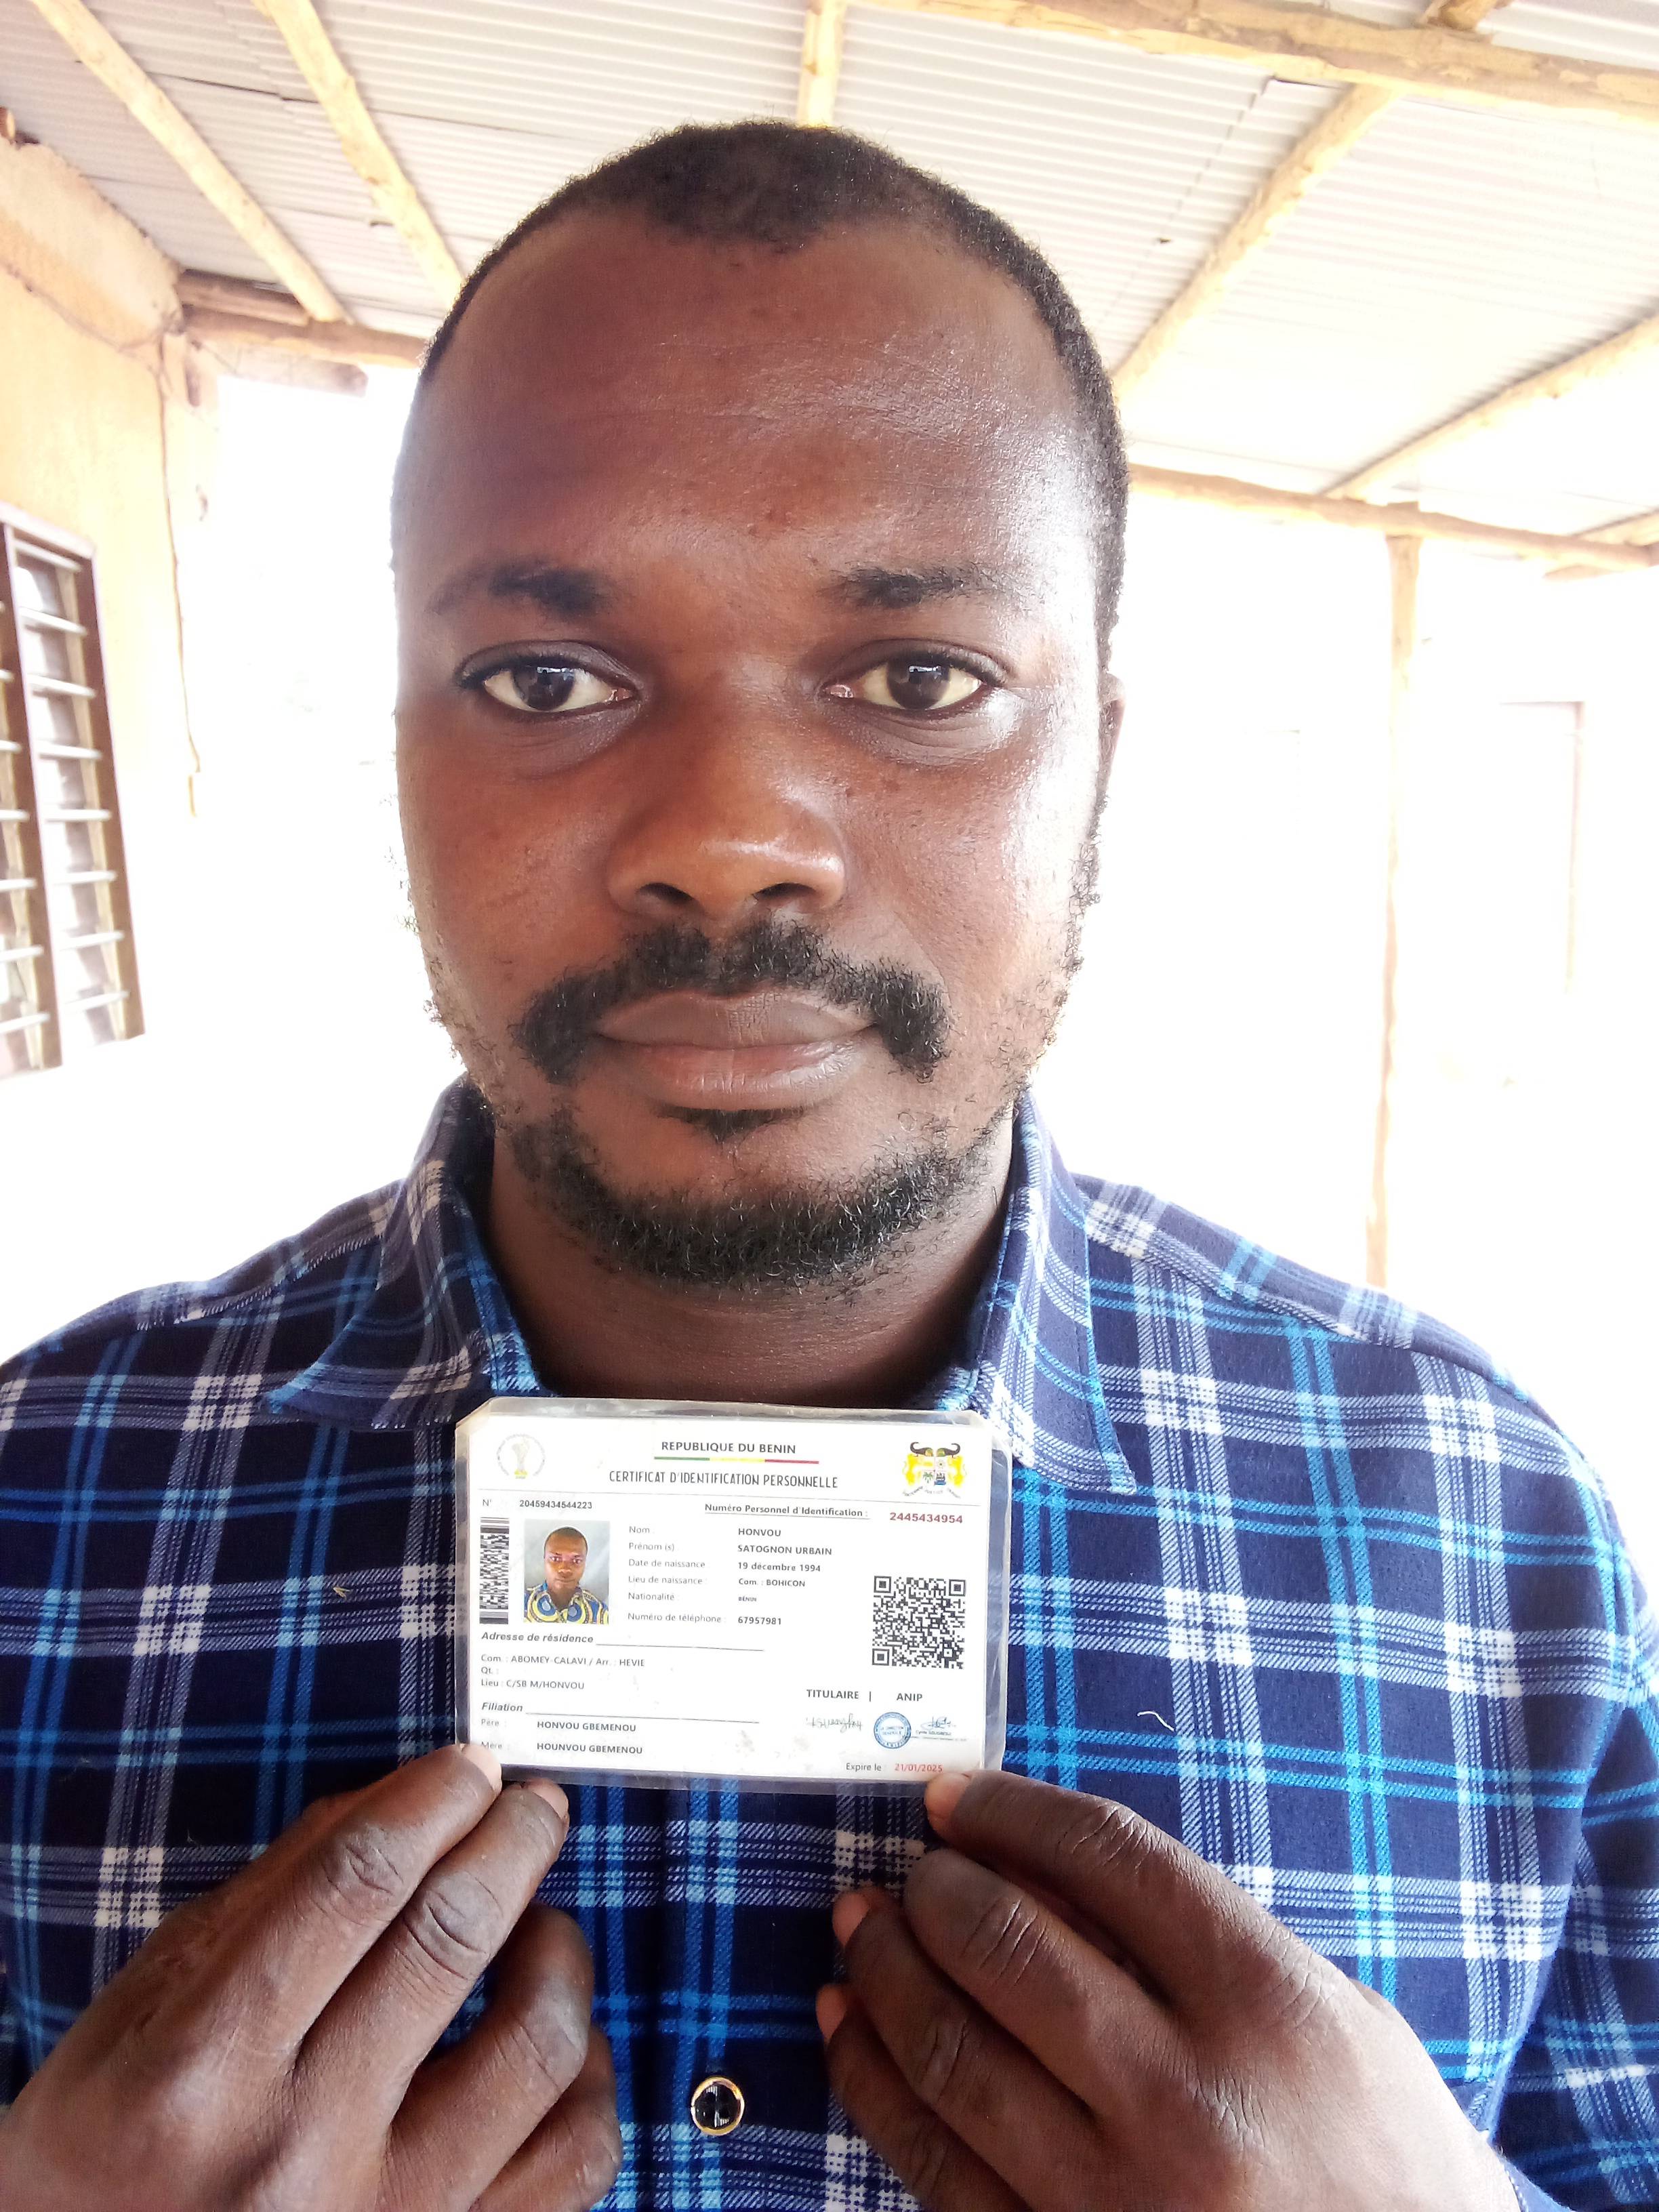 REPUBLIQUE DU BENIN
CERTIFICAT D'IDENTIFICATION PERSONNELLE
N° 20459434544223
Numéro Personnel d'Identification : 2445434954
Nom HONVOU
Prénom (s) SATOGNON URBAIN
Date de naissance 19 décembre 1994
Lieu de naissance : Com. : BOHICON
Nationalité BENIN
Numéro de téléphone 67957981
Adresse de résidence
Com. : ABOMEY-CALAVI / Arr. : HEVIE
Qt. :
Lieu : C/SB M/HONVOU
TITULAIRE | ANIP
Filiation
Père : HONVOU GBEMENOU
Mère : HOUNVOU GBEMENOU
Expire le 21/01/2025